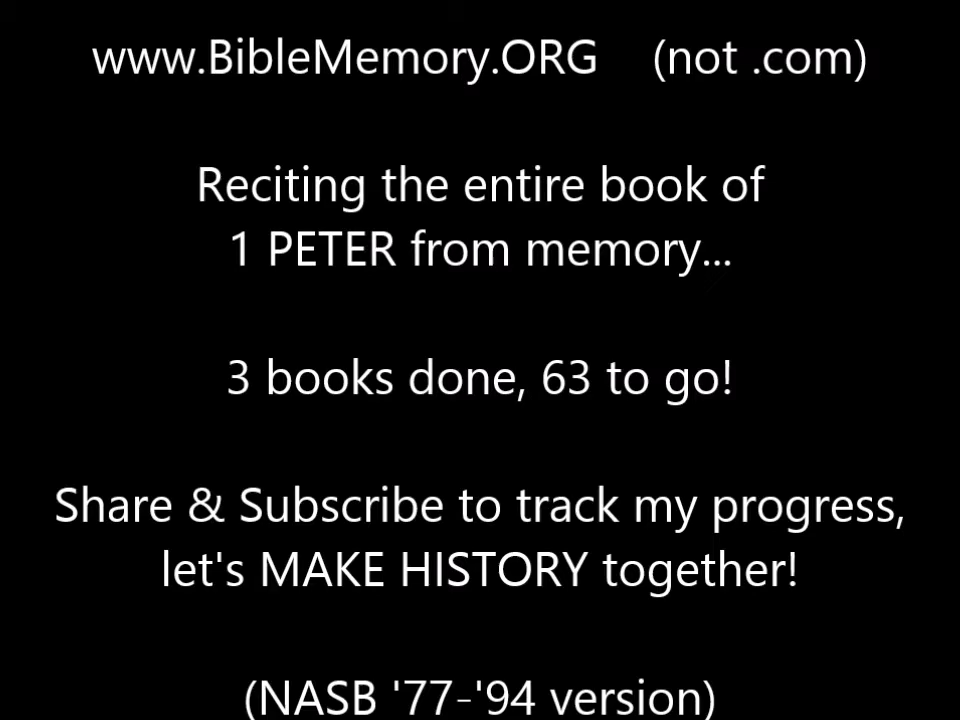 www.BibleMemory.ORG (not .com)
Reciting the entire book of
1 PETER from memory...
3 books done, 63 to go!
Share & Subscribe to track my progress,
let's MAKE HISTORY together!
(NASB '77-'94 version)